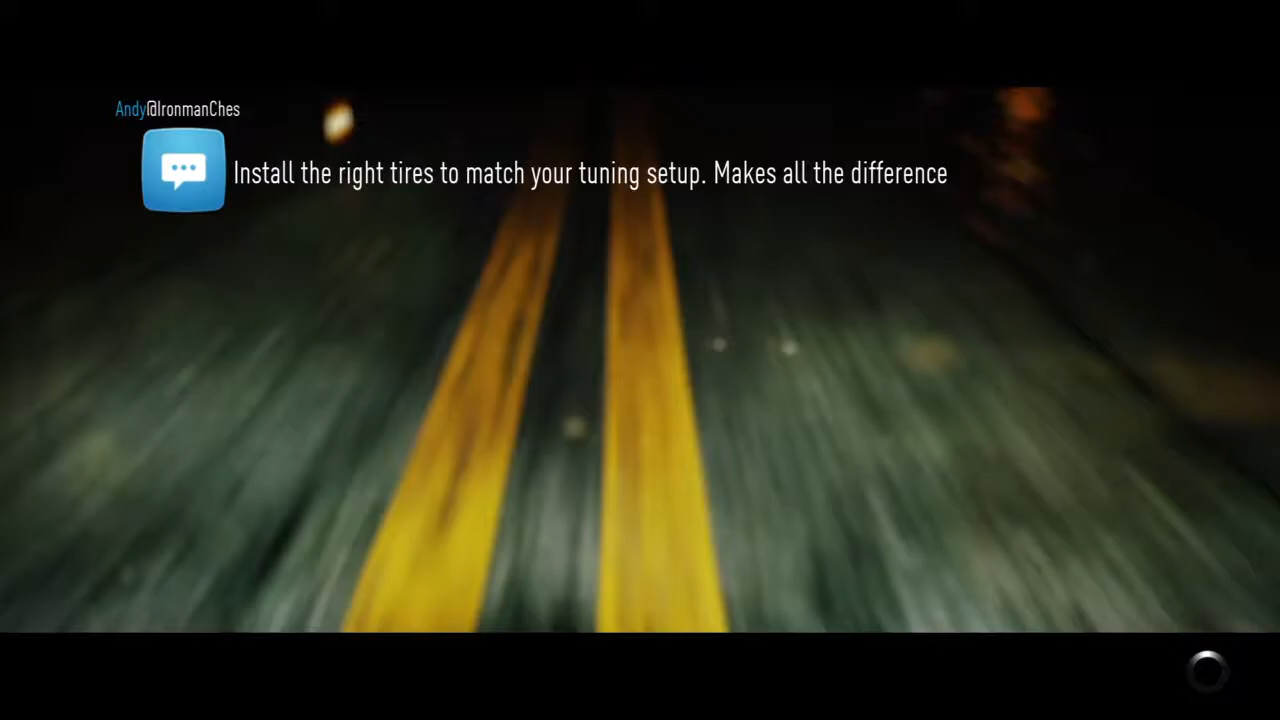 Andy@IronmanChes
Install the right tires to match your tuning setup. Makes all the difference